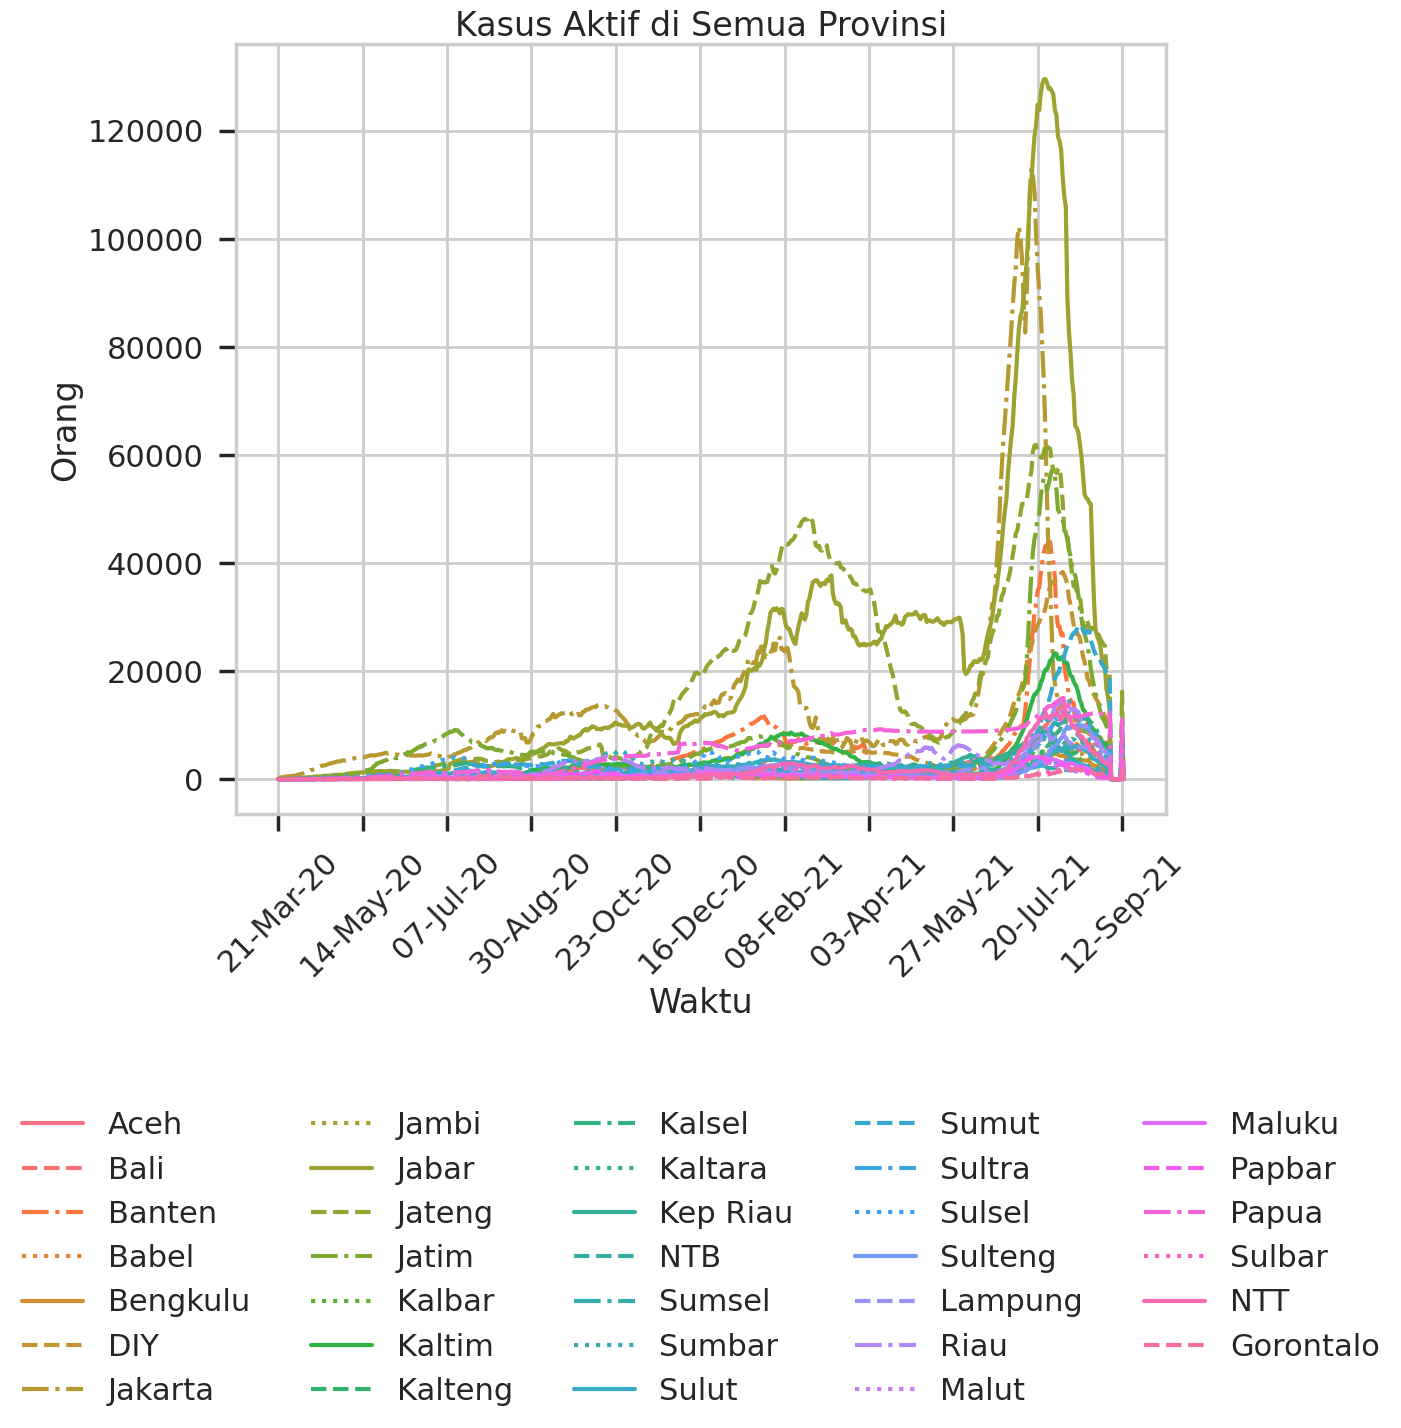 Kasus Aktif di Semua Provinsi
120000
100000
80000
60000
40000
20000
0
Orang
21-Mar-20
14-May-20
07-Jul-20
30-Aug-20
23-Oct-20
16-Dec-20
08-Feb-21
03-Apr-21
27-May-21
20-Jul-21
12-Sep-21
Waktu
Aceh
Bali
Banten
Babel
Bengkulu
DIY
Jakarta
Jambi
Jabar
Jateng
Jatim
Kalbar
Kaltim
Kalteng
Kalsel
Kaltara
Kep Riau
NTB
Sumsel
Sumbar
Sulut
Sumut
Sultra
Sulsel
Sulteng
Lampung
Riau
Malut
Maluku
Papbar
Papua
Sulbar
NTT
Gorontalo